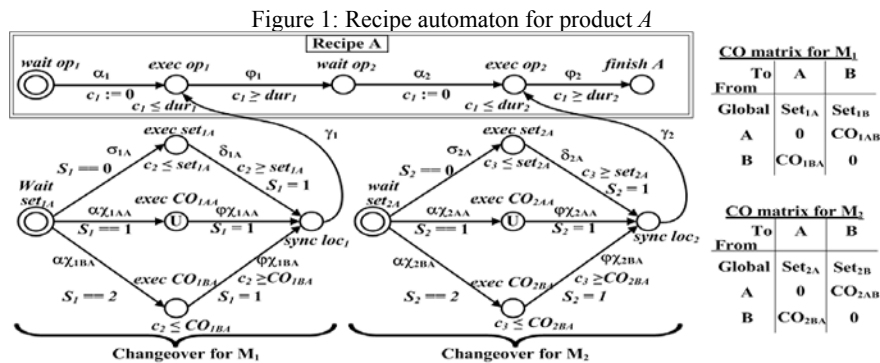 Figure 1: Recipe automaton for product A
Recipe A
wait op₁ α₁ exec op₁ φ₁ wait op₂ α₂ exec op₂ φ₂ finish A
c₁ := 0 c₁ ≥ dur₁ c₁ := 0 c₁ ≥ dur₂
c₁ ≤ dur₁ c₁ ≤ dur₂
γ₁ γ₂
exec set₁A
σ₁A δ₁A
c₂ ≤ set₁A
S₁ == 0 c₂ ≥ set₁A
S₁ = 1
Wait
set₁A
exec CO₁AA
αχ₁AA U φχ₁AA
S₁ == 1 S₁ = 1
sync loc₁
αχ₁BA φχ₁BA
exec CO₁BA
c₂ ≥CO₁BA
S₁ == 2 S₁ = 1
c₂ ≤ CO₁BA
Changeover for M₁
exec set₂A
σ₂A δ₂A
c₃ ≤ set₂A
S₂ == 0 c₃ ≥ set₂A
S₂ = 1
wait
set₂A
exec CO₂AA
αχ₂AA U φχ₂AA
S₂ == 1 S₂ = 1
sync loc₂
αχ₂BA φχ₂BA
exec CO₂BA
c₃ ≥CO₂BA
S₂ == 2 S₂ = 1
c₃ ≤ CO₂BA
Changeover for M₂
CO matrix for M₁
To A B
From
Global Set₁A Set₁B
A 0 CO₁AB
B CO₁BA 0
CO matrix for M₂
To A B
From
Global Set₂A Set₂B
A 0 CO₂AB
B CO₂BA 0